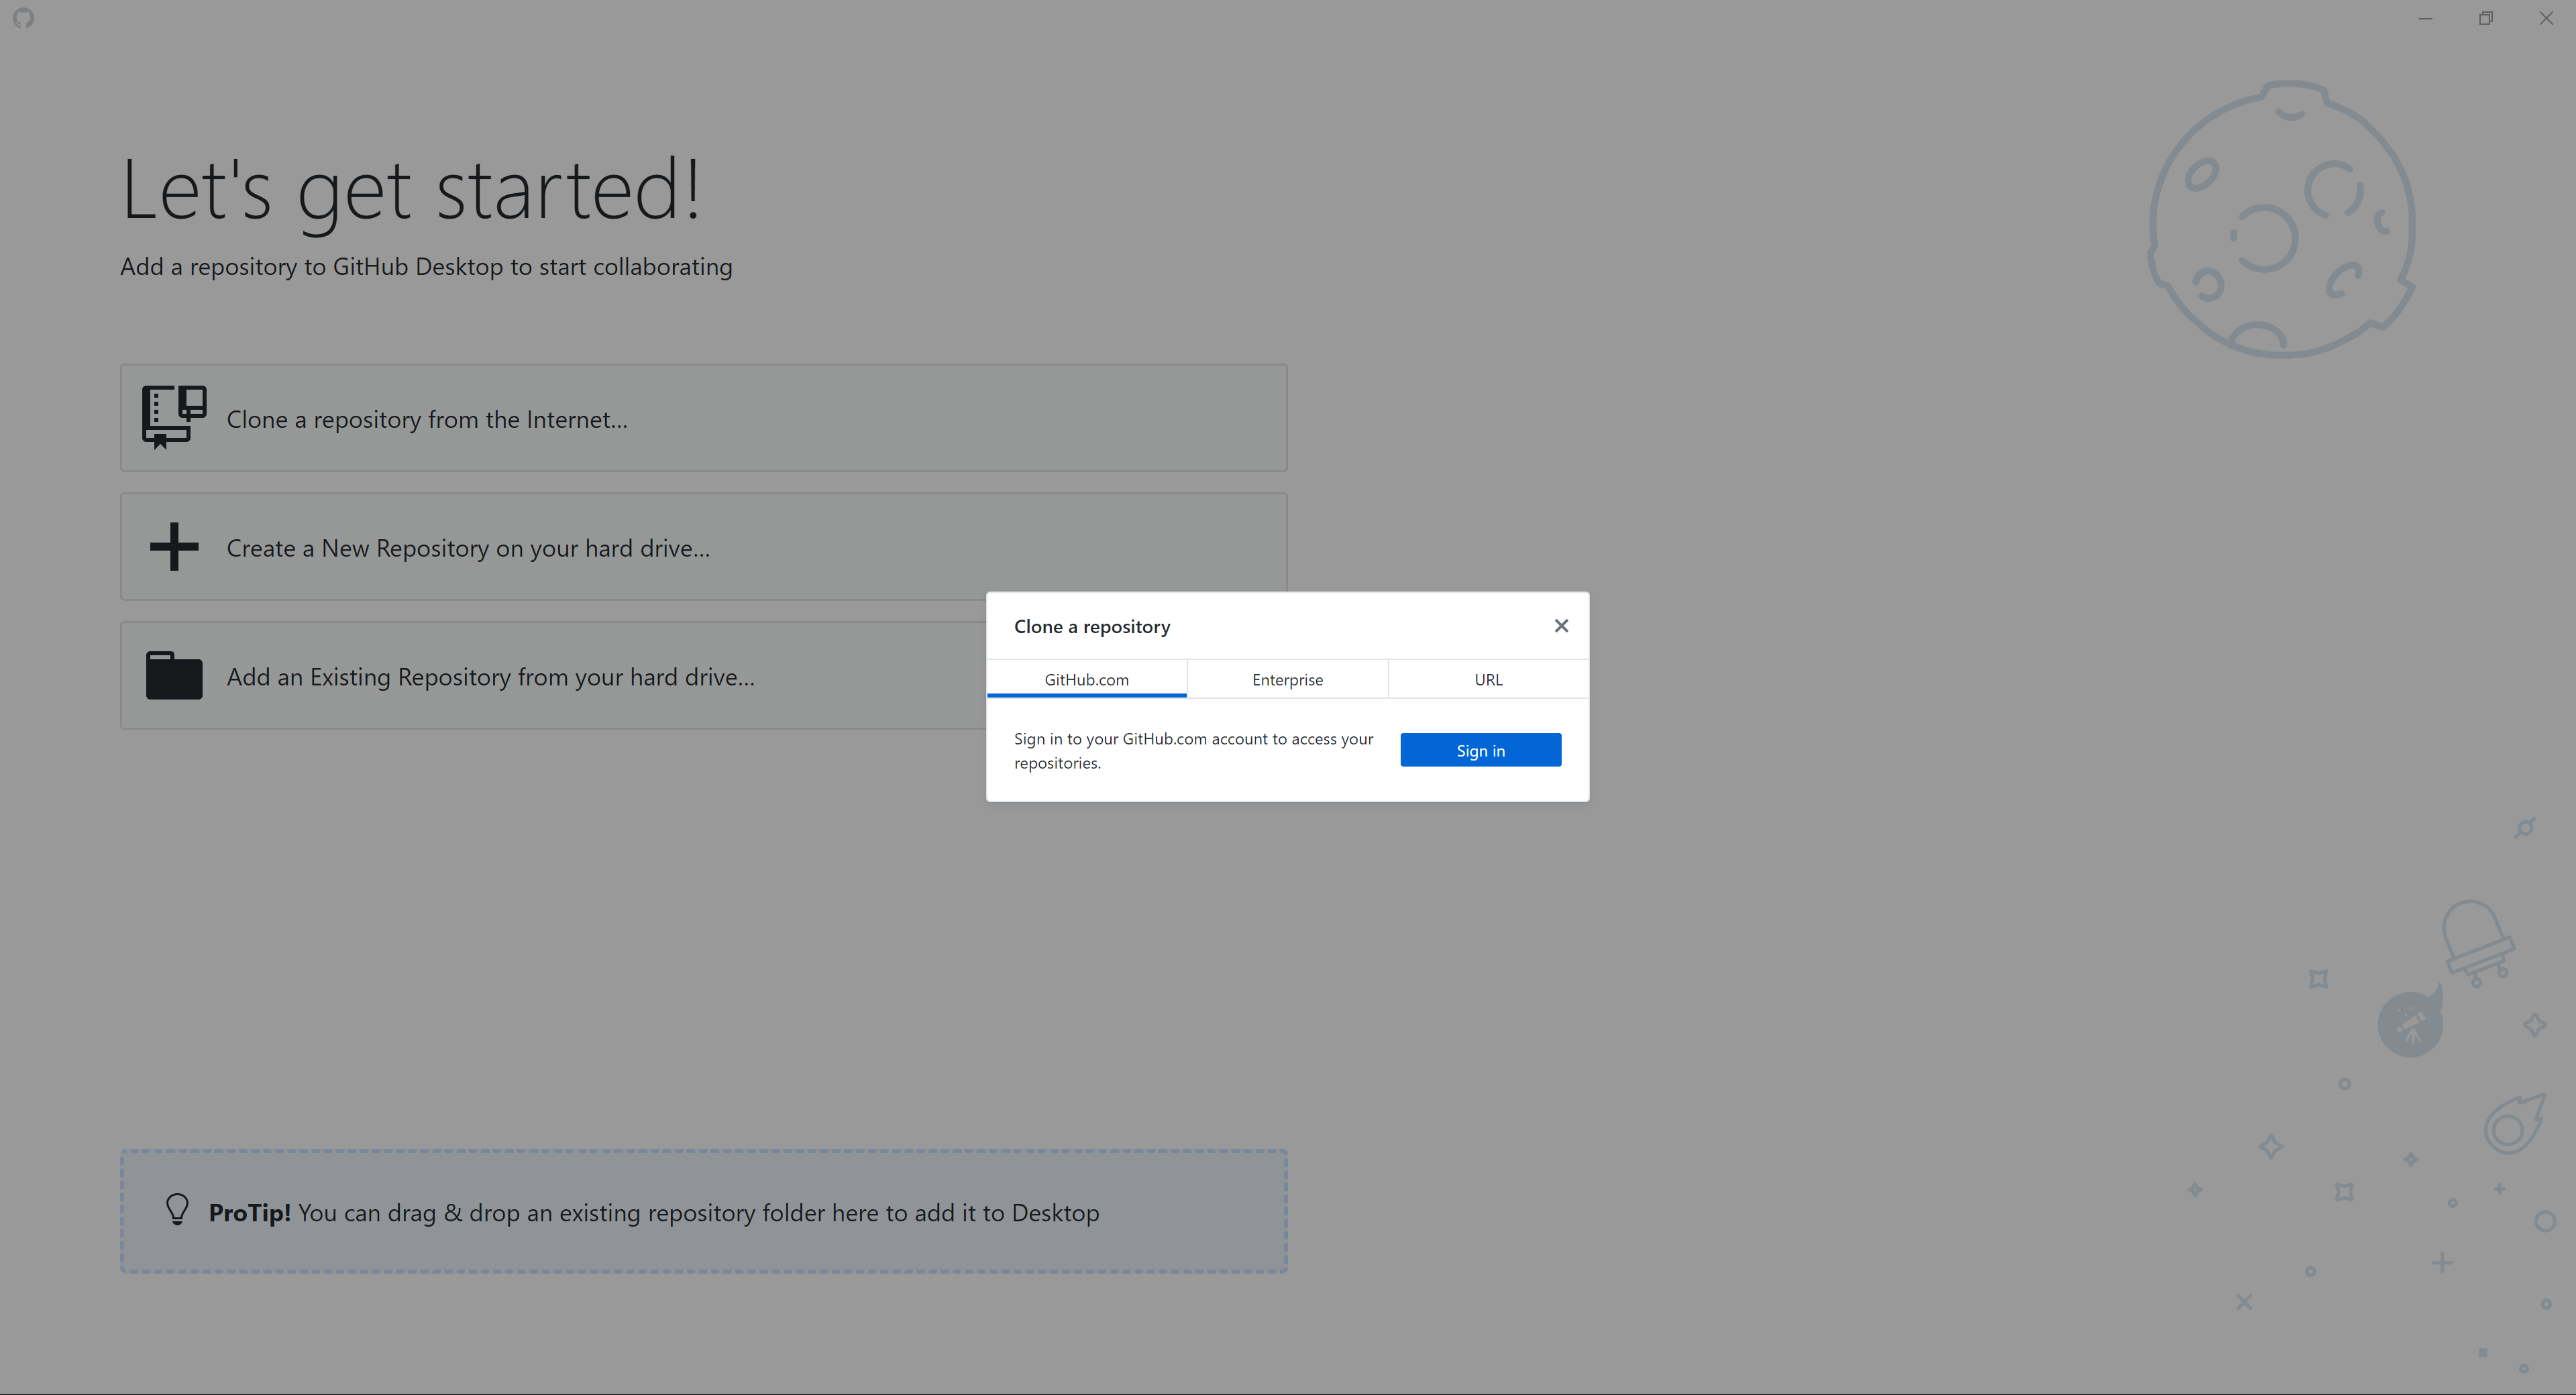 Let's get started!
Add a repository to GitHub Desktop to start collaborating
Clone a repository from the Internet...
Create a New Repository on your hard drive...
Add an Existing Repository from your hard drive...
Clone a repository
GitHub.com
Enterprise
URL
Sign in to your GitHub.com account to access your
repositories.
Sign in
ProTip! You can drag & drop an existing repository folder here to add it to Desktop